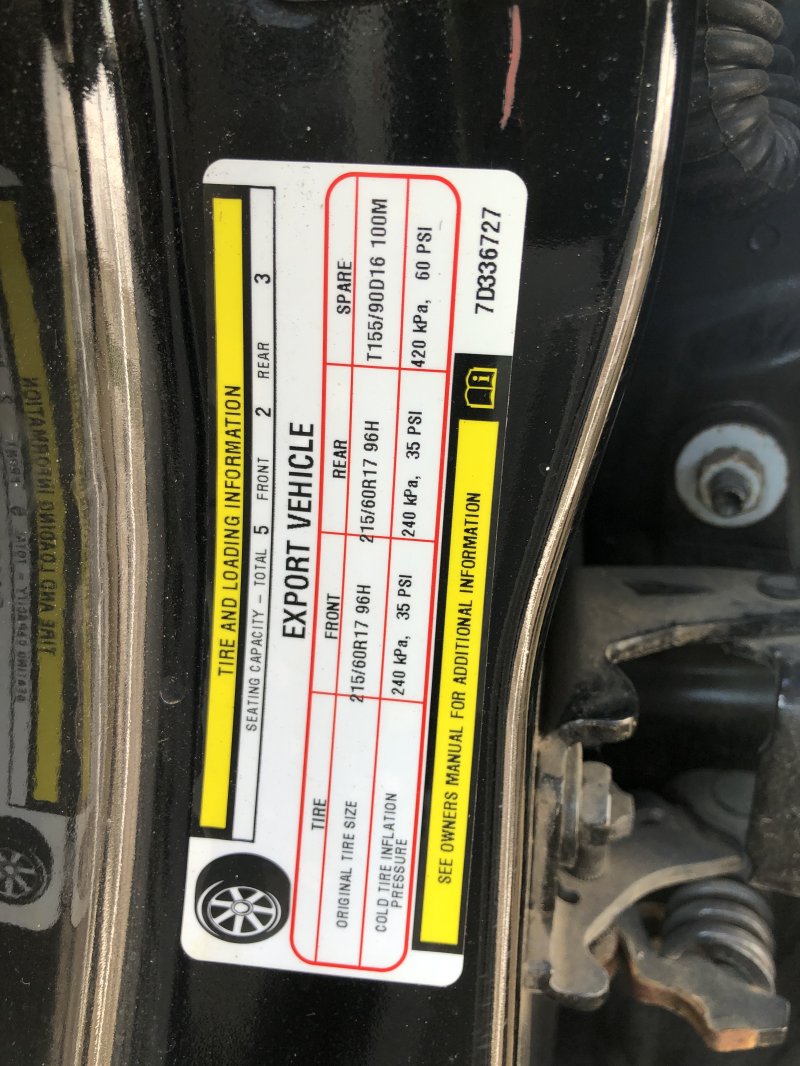 TIRE AND LOADING INFORMATION
SEATING CAPACITY – TOTAL 5 FRONT 2 REAR 3
EXPORT VEHICLE
TIRE FRONT REAR SPARE
ORIGINAL TIRE SIZE 215/60R17 96H 215/60R17 96H T155/90D16 100M
COLD TIRE INFLATION PRESSURE 240 kPa, 35 PSI 240 kPa, 35 PSI 420 kPa, 60 PSI
SEE OWNERS MANUAL FOR ADDITIONAL INFORMATION
7D336727